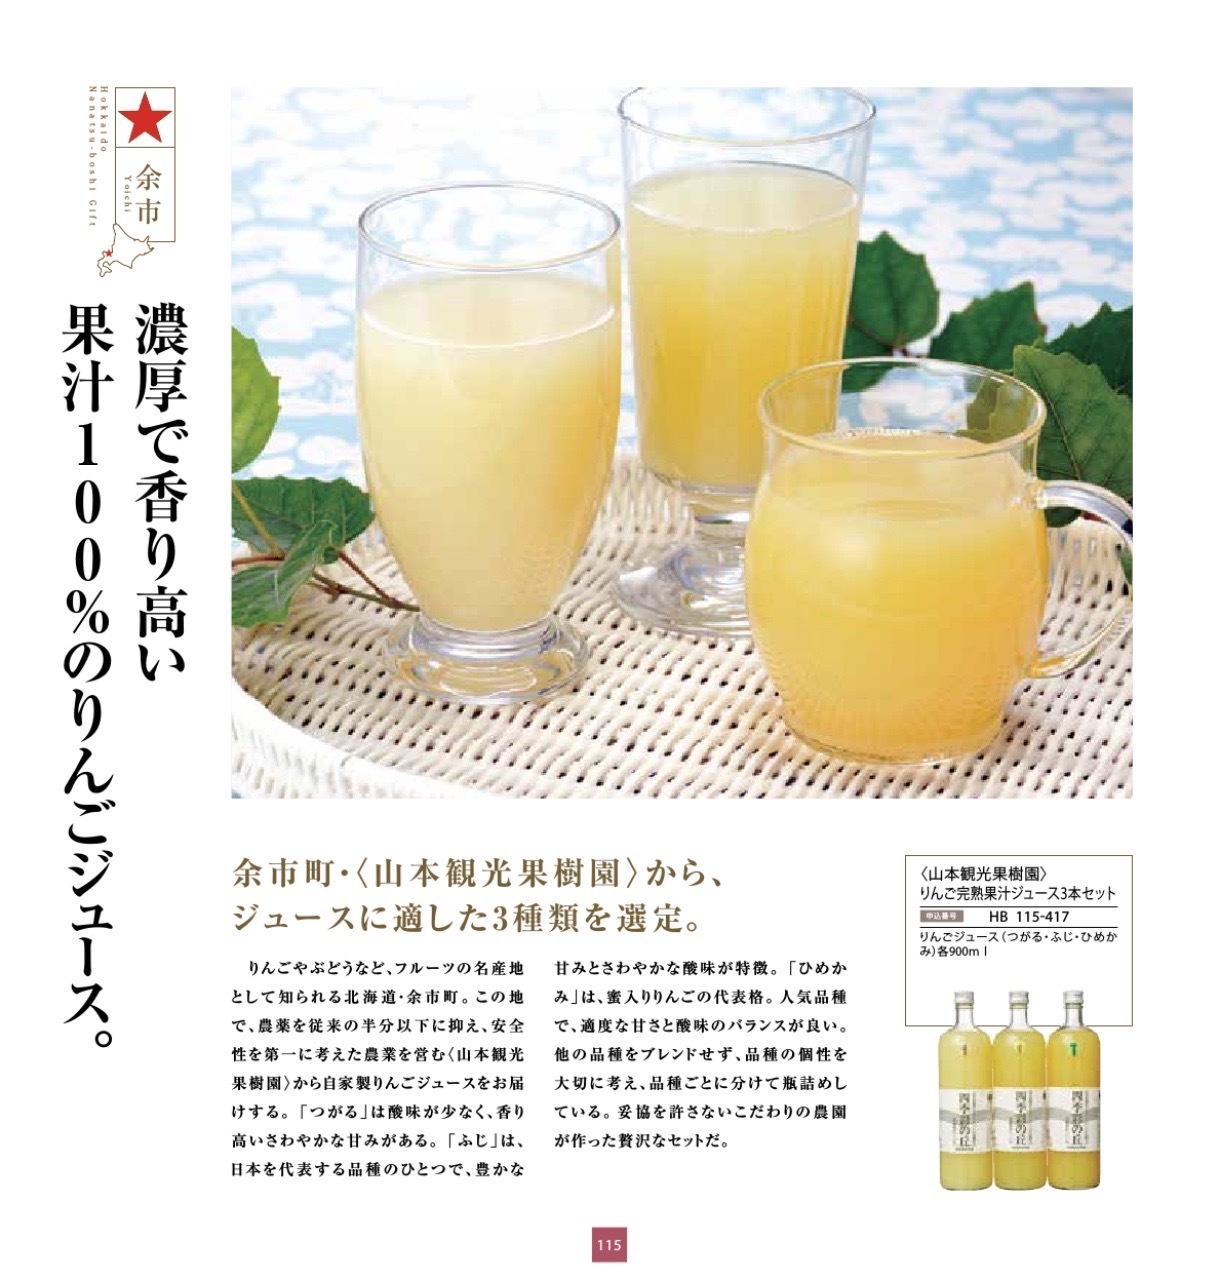 Hokkaido
Nanatsu-boshi Gift
余市
Yoichi
濃厚で香り高い
果汁100%のりんごジュース。
余市町・〈山本観光果樹園〉から、
ジュースに適した3種類を選定。
りんごやぶどうなど、フルーツの名産地
として知られる北海道・余市町。この地
で、農薬を従来の半分以下に抑え、安全
性を第一に考えた農業を営む〈山本観光
果樹園〉から自家製りんごジュースをお届
けする。「つがる」は酸味が少なく、香り
高いさわやかな甘みがある。「ふじ」は、
日本を代表する品種のひとつで、豊かな
甘みとさわやかな酸味が特徴。「ひめか
み」は、蜜入りりんごの代表格。人気品種
で、適度な甘さと酸味のバランスが良い。
他の品種をブレンドせず、品種の個性を
大切に考え、品種ごとに分けて瓶詰めし
ている。妥協を許さないこだわりの農園
が作った贅沢なセットだ。
〈山本観光果樹園〉
りんご完熟果汁ジュース3本セット
申込番号 HB 115-417
りんごジュース（つがる・ふじ・ひめか
み）各900ml
115